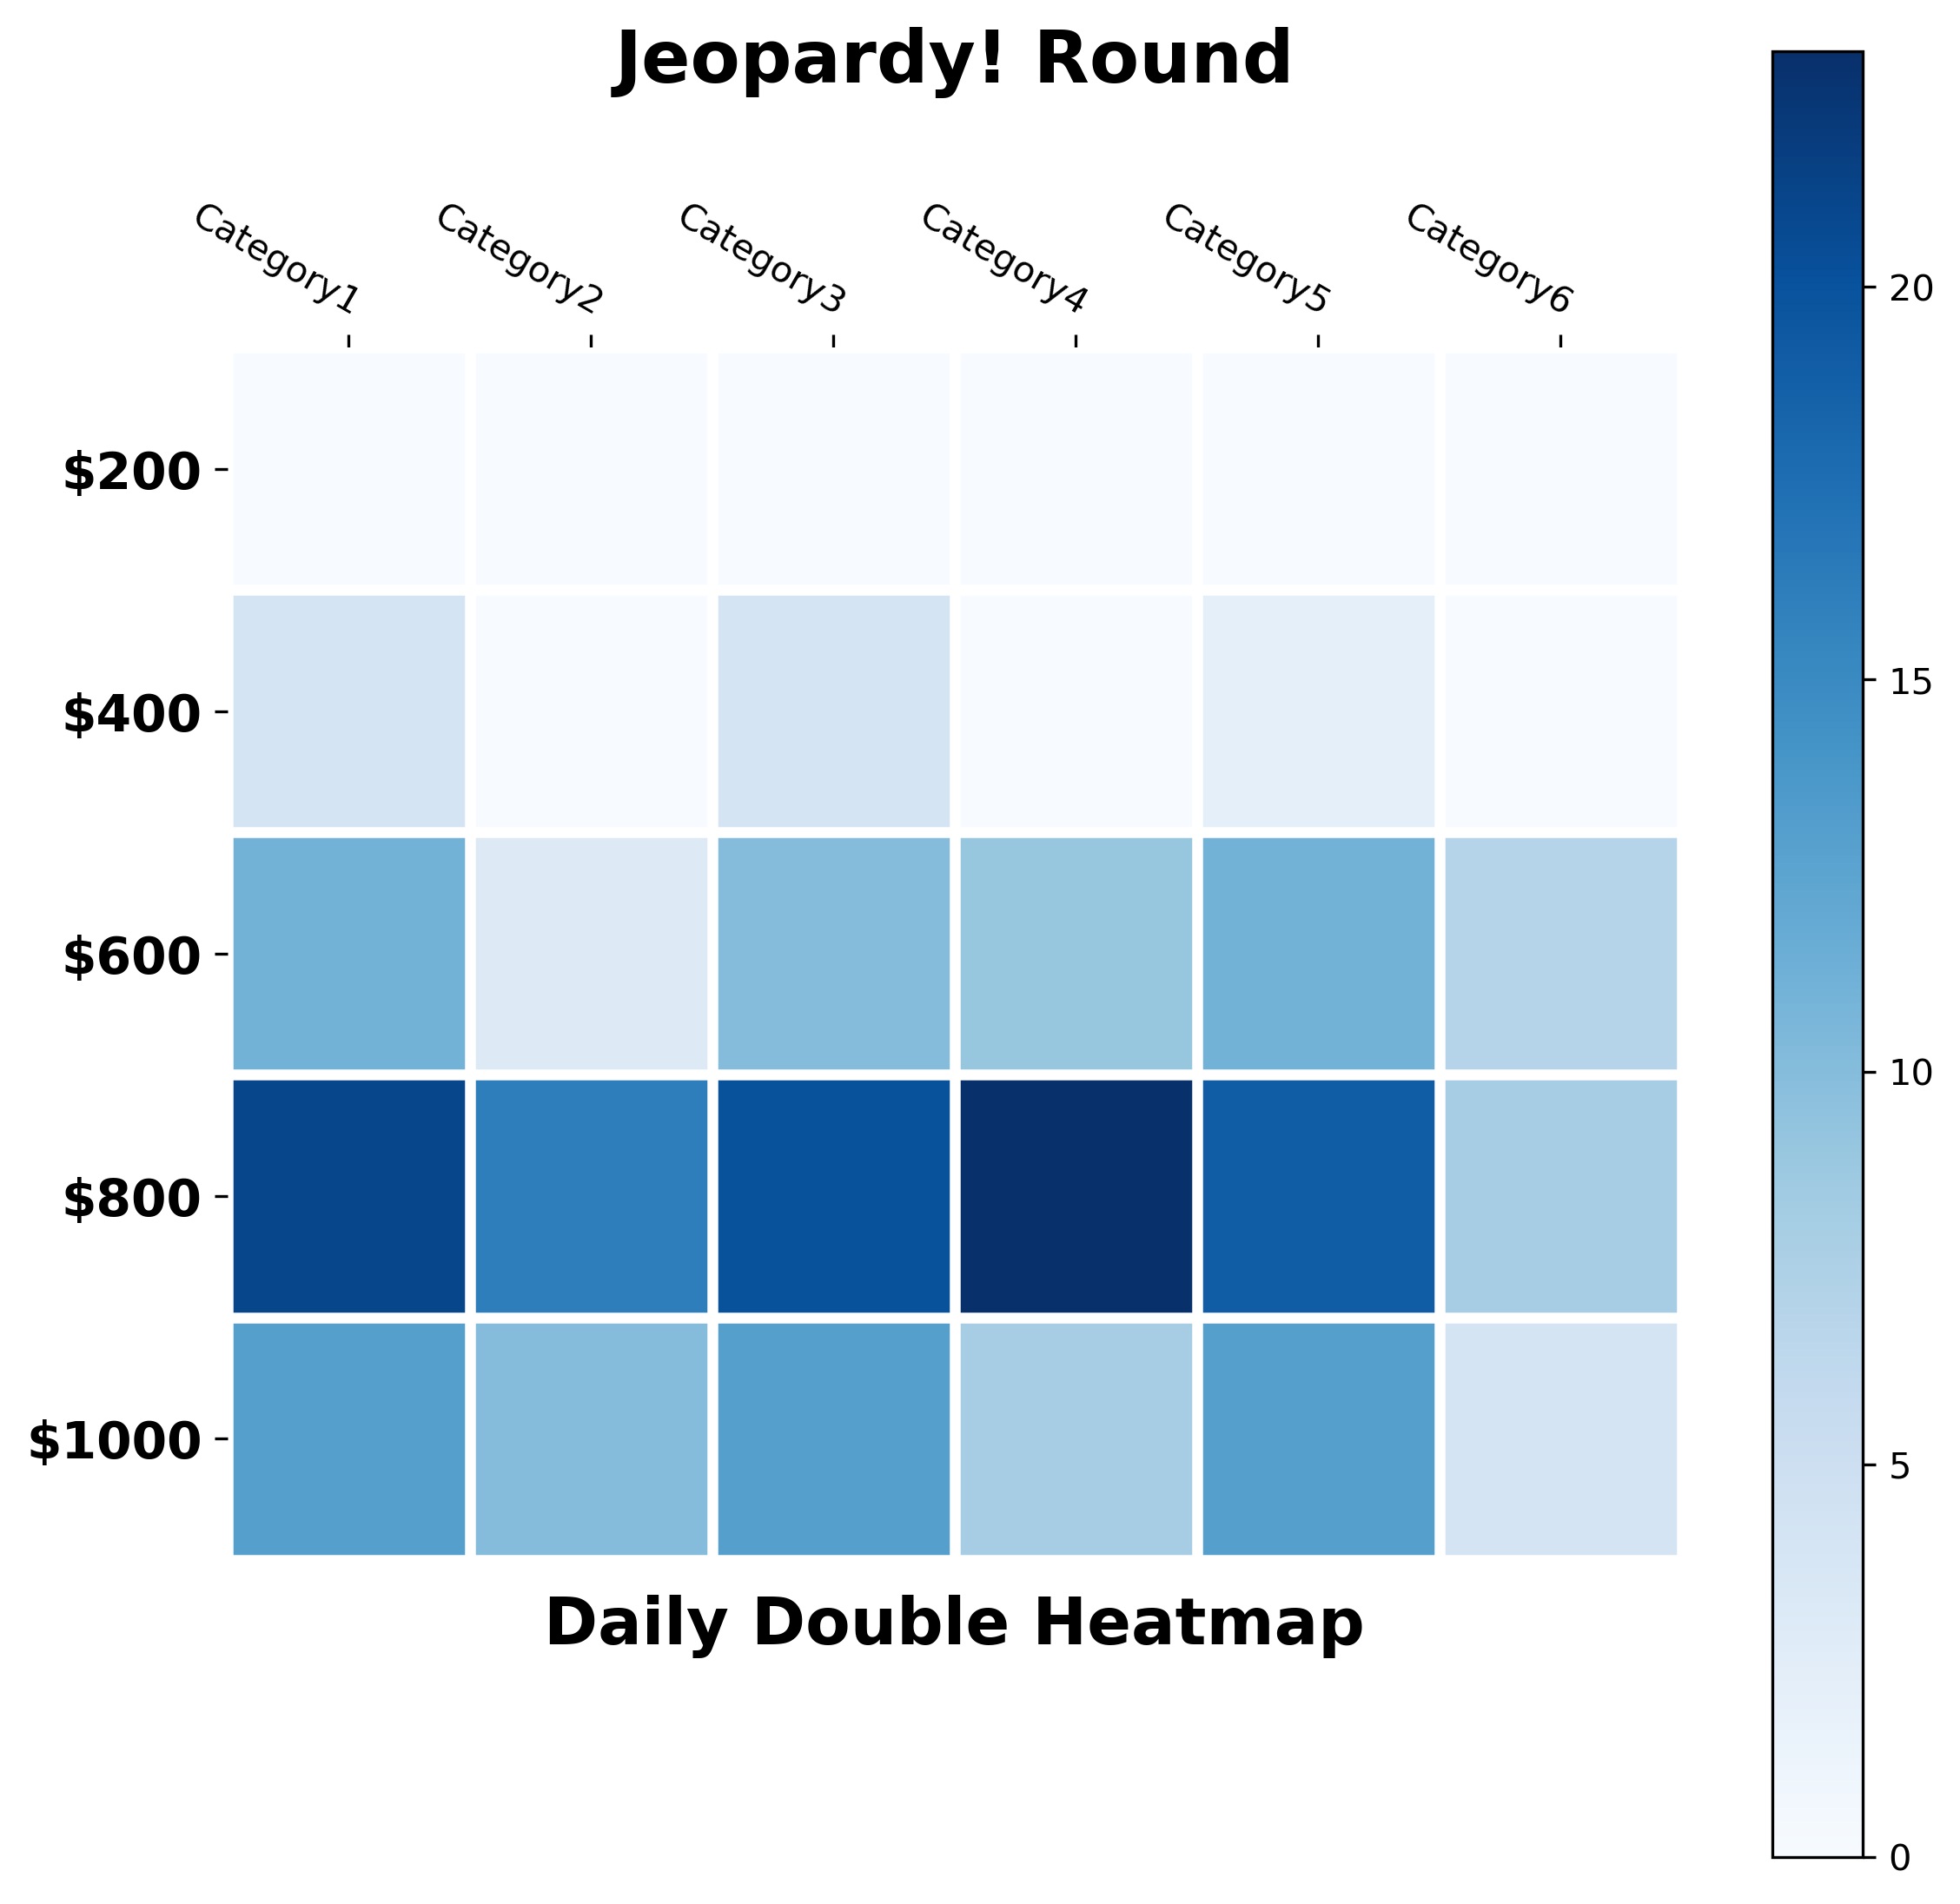 Jeopardy! Round
Category1
Category2
Category3
Category4
Category5
Category6
$200
$400
$600
$800
$1000
Daily Double Heatmap
20
15
10
5
0